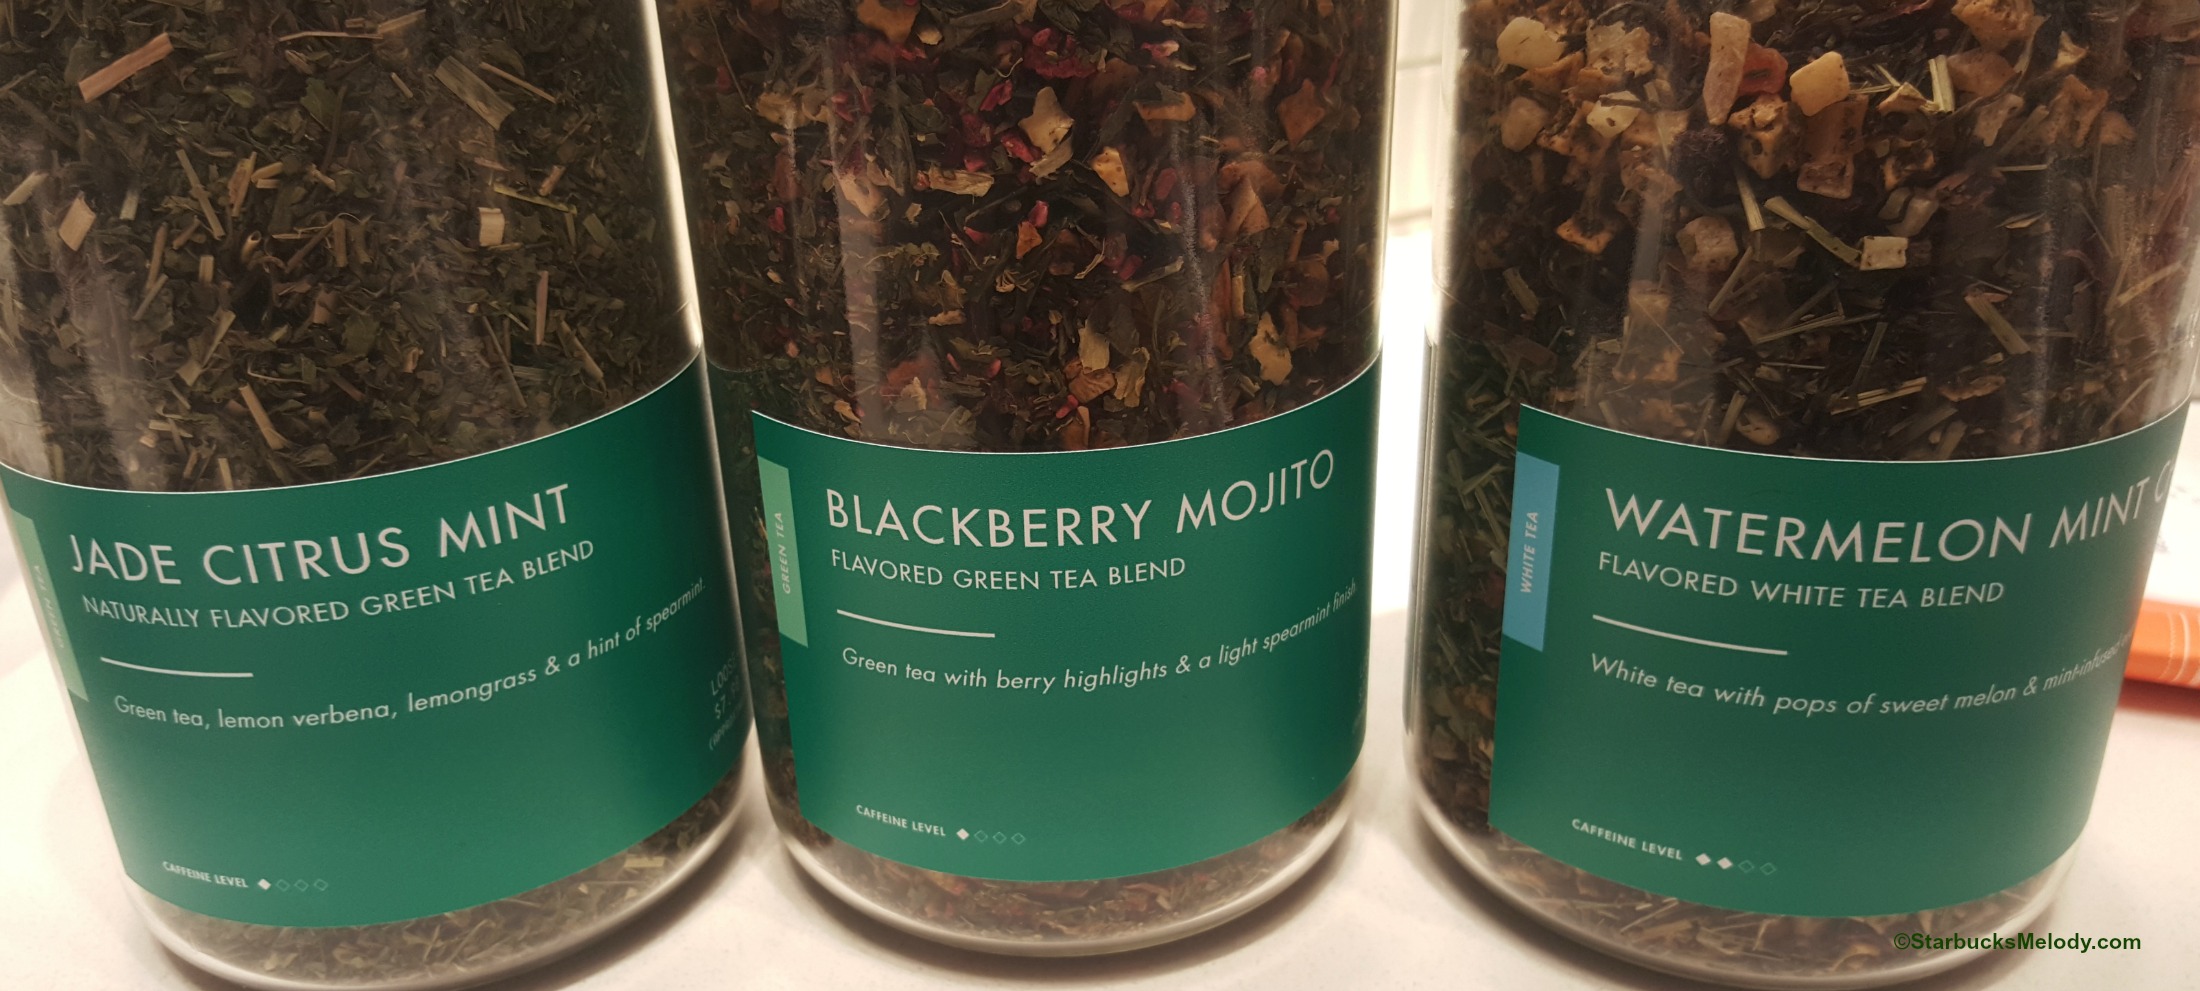 GREEN TEA
JADE CITRUS MINT
NATURALLY FLAVORED GREEN TEA BLEND
Green tea, lemon verbena, lemongrass & a hint of spearmint.
CAFFEINE LEVEL
GREEN TEA
BLACKBERRY MOJITO
FLAVORED GREEN TEA BLEND
Green tea with berry highlights & a light spearmint finish.
CAFFEINE LEVEL
WHITE TEA
WATERMELON MINT
FLAVORED WHITE TEA BLEND
White tea with pops of sweet melon & mint-infused
CAFFEINE LEVEL
©StarbucksMelody.com